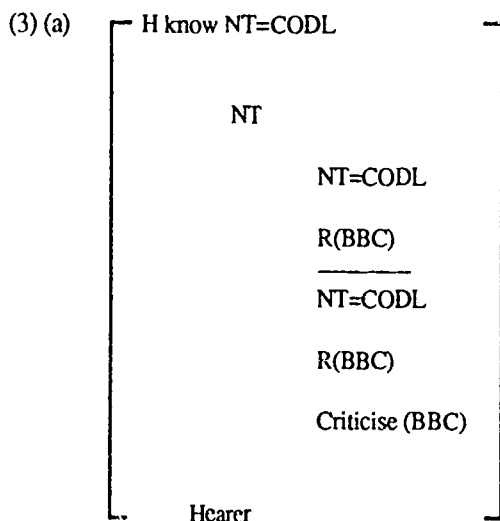 (3) (a) H know NT=CODL
NT
NT=CODL
R(BBC)
NT=CODL
R(BBC)
Criticise (BBC)
Hearer